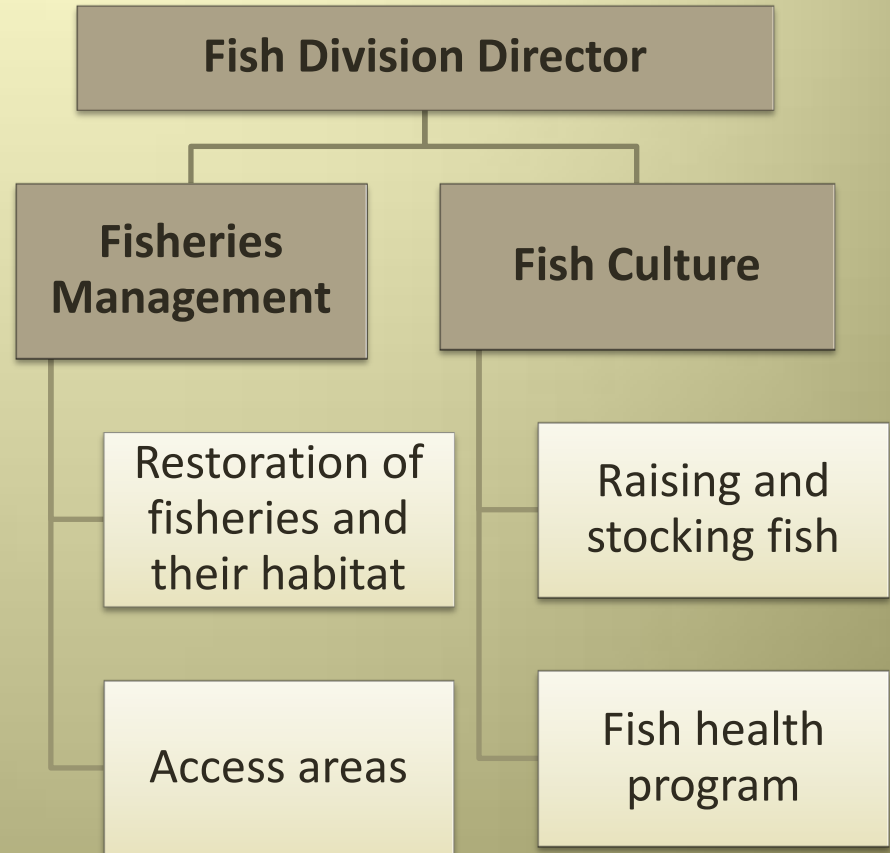 Fish Division Director
Fisheries
Management
Fish Culture
Restoration of
fisheries and
their habitat
Access areas
Raising and
stocking fish
Fish health
program